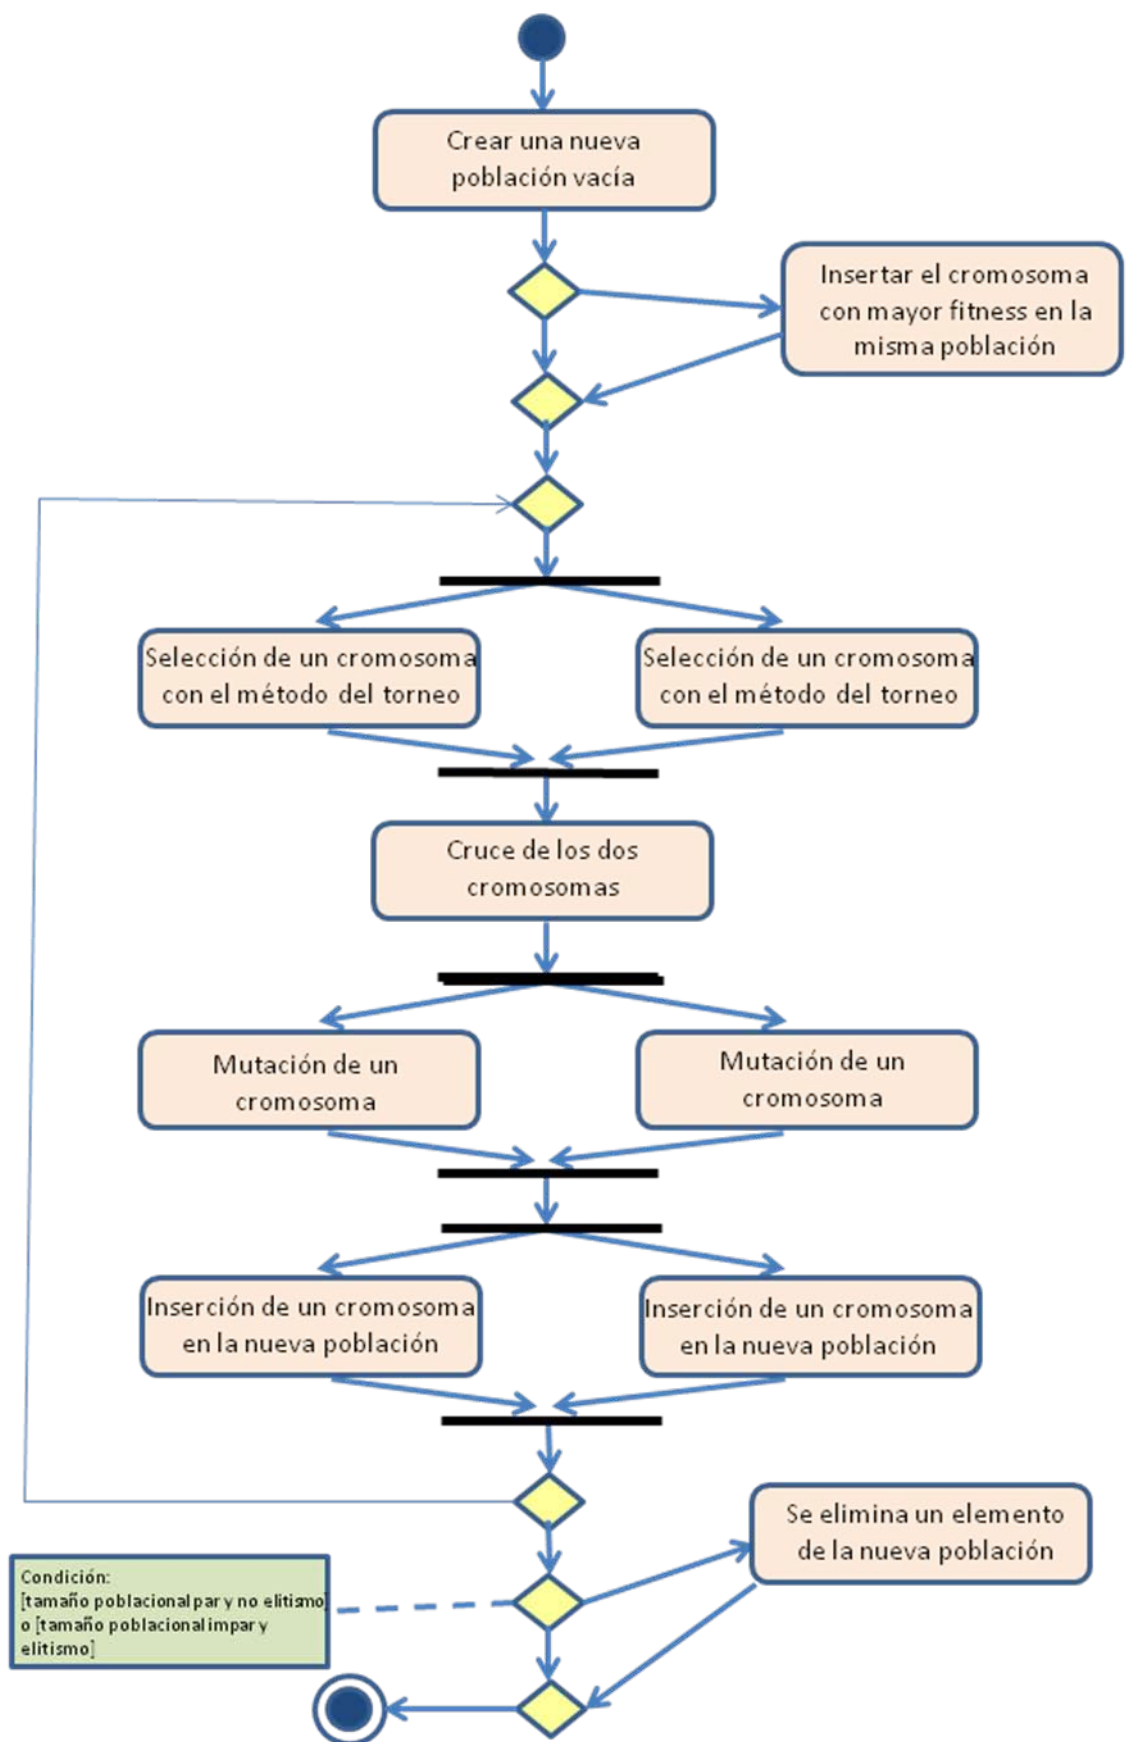 Crear una nueva
población vacía
Insertar el cromosoma
con mayor fitness en la
misma población
Selección de un cromosoma
con el método del torneo
Selección de un cromosoma
con el método del torneo
Cruce de los dos
cromosomas
Mutación de un
cromosoma
Mutación de un
cromosoma
Inserción de un cromosoma
en la nueva población
Inserción de un cromosoma
en la nueva población
Se elimina un elemento
de la nueva población
Condición:
[tamaño poblacional par y no elitismo]
o [tamaño poblacional impar y
elitismo]